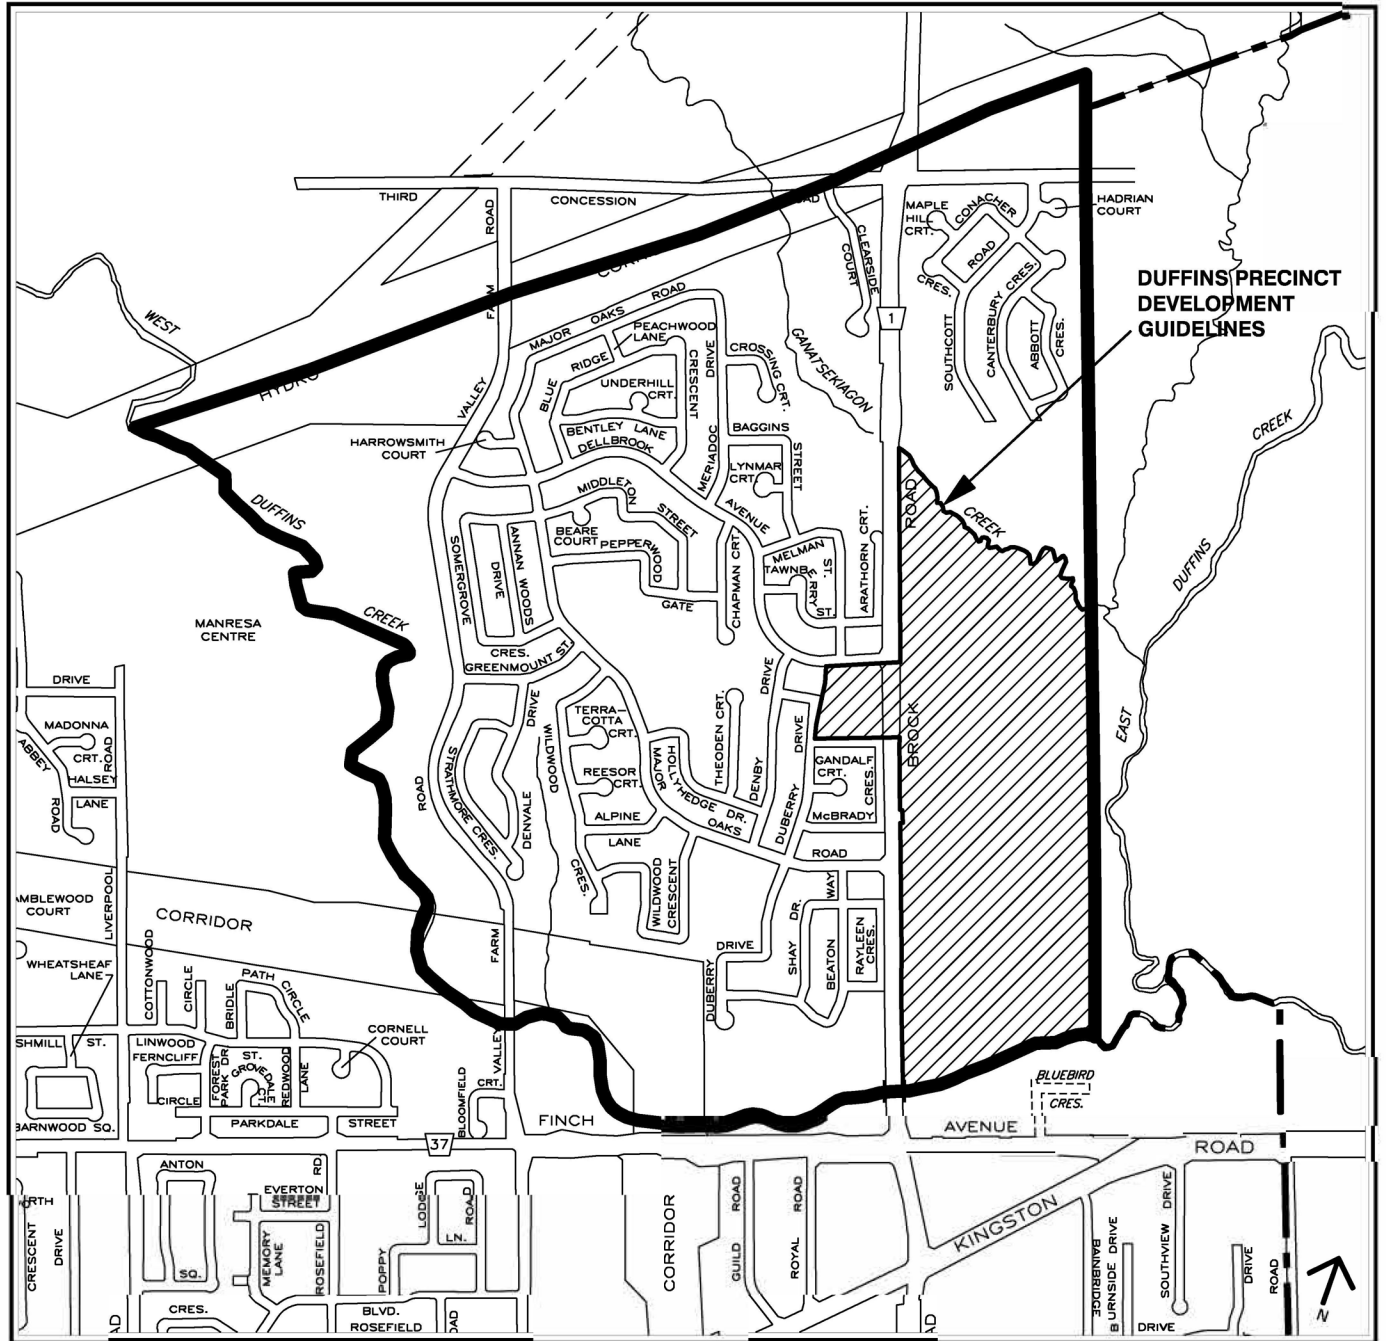 THIRD
CONCESSION
ROAD
MAPLE
HILL
CRT.
CONACHER
HADRIAN
COURT
ROAD
CRES.
CLEARSIDE
COURT
SOUTHCOTT
CANTERBURY CRES.
ABBOTT
CRES.
1
DUFFINS PRECINCT
DEVELOPMENT
GUIDELINES
WEST
HYDRO
FARM
VALLEY
MAJOR OAKS ROAD
PEACHWOOD
LANE
BLUE RIDGE
CRESCENT
UNDERHILL
CRT.
DRIVE
CROSSING CRT.
GANATSEKIAGON
CREEK
BENTLEY LANE
DELLBROOK
AVENUE
MERIADOC
BAGGINS
STREET
LYNMAR
CRT.
HARROWSMITH
COURT
MIDDLETON
STREET
BEARE
COURT
PEPPERWOOD
GATE
CHAPMAN CRT.
MELMAN
ST.
TAWNBERRY
ST.
ARATHORN CRT.
ROAD
BROCK
DUFFINS
CREEK
SOMERGROVE
CRES.
ANNAN WOODS
DRIVE
GREENMOUNT ST.
MANRESA
CENTRE
CREEK
DUFFINS
EAST
DRIVE
MADONNA
CRT.
ROAD
ABBEY
ROAD
HALSEY
LANE
ROAD
STRATHMORE CRES.
DENVALE
DRIVE
WILDWOOD
CRES.
TERRA-
COTTA
CRT.
REESOR
CRT.
ALPINE
LANE
WILDWOOD
CRESCENT
HOLLYHEDGE DR.
MAJOR
OAKS
ROAD
THEODEN CRT.
DENBY
DRIVE
DUBERRY
DRIVE
GANDALF
CRT.
McBRADY
CRES.
AMBLEWOOD
COURT
LIVERPOOL
CORRIDOR
WHEATSHEAF
LANE
COTTONWOOD
CIRCLE
BRIDLE
PATH
CIRCLE
FARM
VALLEY
DUBERRY
DRIVE
SHAY
DR.
WAY
BEATON
RAYLEEN
CRES.
CORNELL
COURT
SHMILL
ST.
LINWOOD
FERNCLIFF
CIRCLE
FOREST
PARK DR.
ST.
GROVEDALE
CT.
REDWOOD
LANE
BLOOMFIELD
CRT.
BLUEBIRD
CRES.
BARNWOOD SQ.
PARKDALE
STREET
37
FINCH
AVENUE
ROAD
KINGSTON
ANTON
SQ.
RD.
EVERTON
STREET
MEMORY
LANE
ROSEFIELD
LODGE
ROAD
LN.
POPPY
CORRIDOR
GUILD
ROAD
ROYAL
ROAD
BAINBRIDGE
BURNSIDE DRIVE
SOUTHVIEW
DRIVE
DRIVE
ROAD
RTH
CRESCENT
DRIVE
CRES.
BLVD.
ROSEFIELD
DRIVE
N